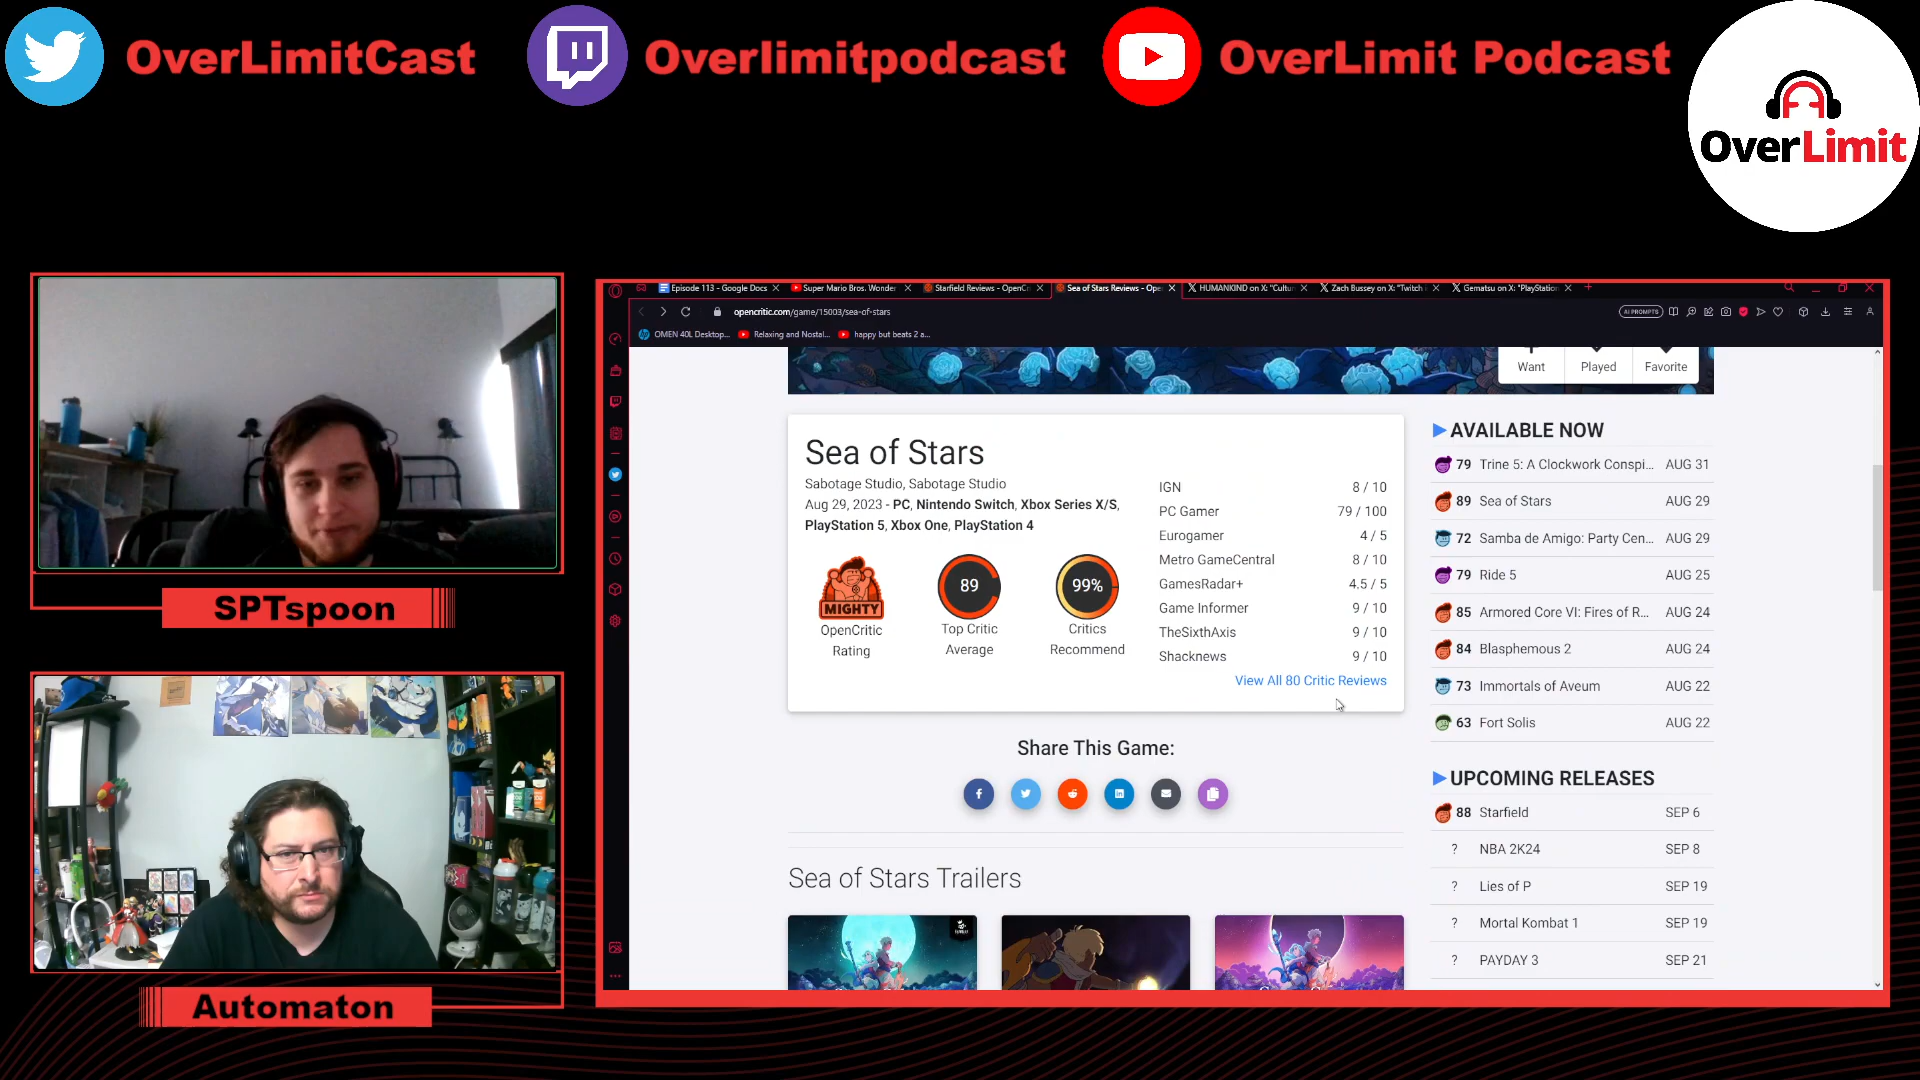 OverLimitCast
Overlimitpodcast
OverLimit Podcast
OverLimit
Episode 113 - Google Docs
Super Mario Bros. Wonder
Starfield Reviews - OpenCr
Sea of Stars Reviews - Ope
HUMANKIND on X: "Cultu
Zach Bussey on X: "Twitch
Gematsu on X: "PlayStation
opencritic.com/game/15003/sea-of-stars
AI PROMPTS
OMEN 40L Desktop...
Relaxing and Nostal...
happy but beats 2 a...
Want
Played
Favorite
Sea of Stars
Sabotage Studio, Sabotage Studio
Aug 29, 2023 - PC, Nintendo Switch, Xbox Series X/S,
PlayStation 5, Xbox One, PlayStation 4
MIGHTY
OpenCritic
Rating
89
Top Critic
Average
99%
Critics
Recommend
IGN 8 / 10
PC Gamer 79 / 100
Eurogamer 4 / 5
Metro GameCentral 8 / 10
GamesRadar+ 4.5 / 5
Game Informer 9 / 10
TheSixthAxis 9 / 10
Shacknews 9 / 10
View All 80 Critic Reviews
Share This Game:
Sea of Stars Trailers
AVAILABLE NOW
79 Trine 5: A Clockwork Conspi... AUG 31
89 Sea of Stars AUG 29
72 Samba de Amigo: Party Cen... AUG 29
79 Ride 5 AUG 25
85 Armored Core VI: Fires of R... AUG 24
84 Blasphemous 2 AUG 24
73 Immortals of Aveum AUG 22
63 Fort Solis AUG 22
UPCOMING RELEASES
88 Starfield SEP 6
? NBA 2K24 SEP 8
? Lies of P SEP 19
? Mortal Kombat 1 SEP 19
? PAYDAY 3 SEP 21
SPTspoon
Automaton